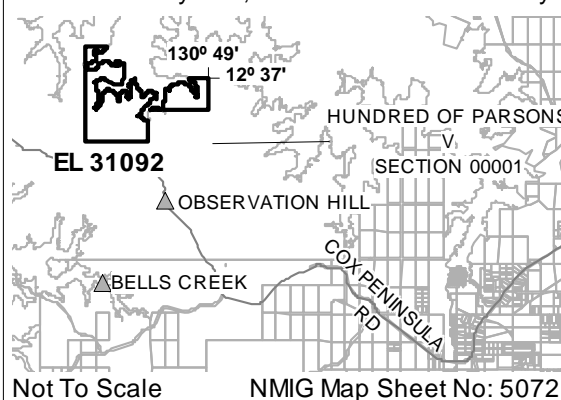 130º 49'
12º 37'
HUNDRED OF PARSONS
V
EL 31092
SECTION 00001
OBSERVATION HILL
BELLS CREEK
COX PENINSULA
RD
Not To Scale NMIG Map Sheet No: 5072